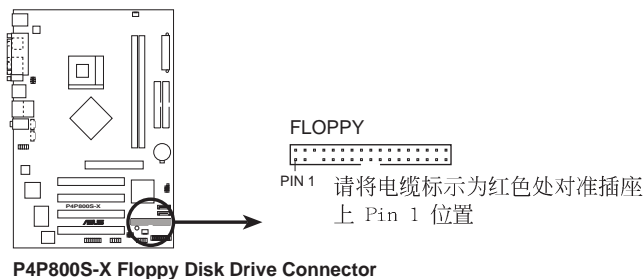 FLOPPY
PIN 1
请将电缆标示为红色处对准插座
上 Pin 1 位置
P4P800S-X
/SUS
P4P800S-X Floppy Disk Drive Connector